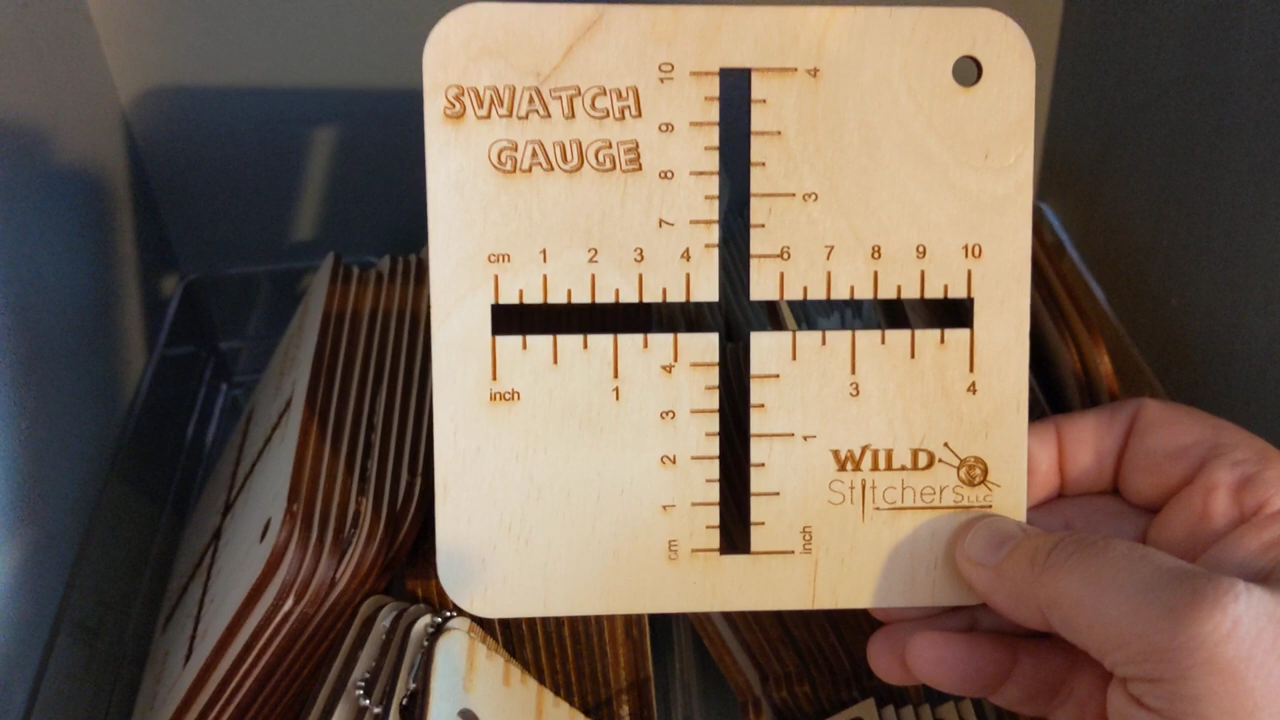 SWATCH
GAUGE
10
9
8
7
4
3
cm 1 2 3 4 6 7 8 9 10
inch 1 3 4
4
3
2
1
cm
1
inch
WILD
Stitchers LLC